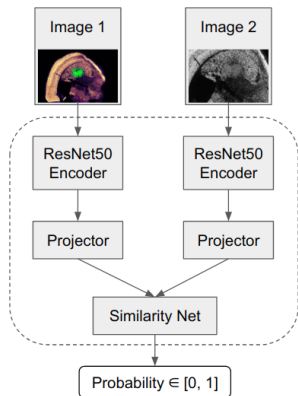 Image 1
Image 2
ResNet50
Encoder
ResNet50
Encoder
Projector
Projector
Similarity Net
Probability ∈ [0, 1]